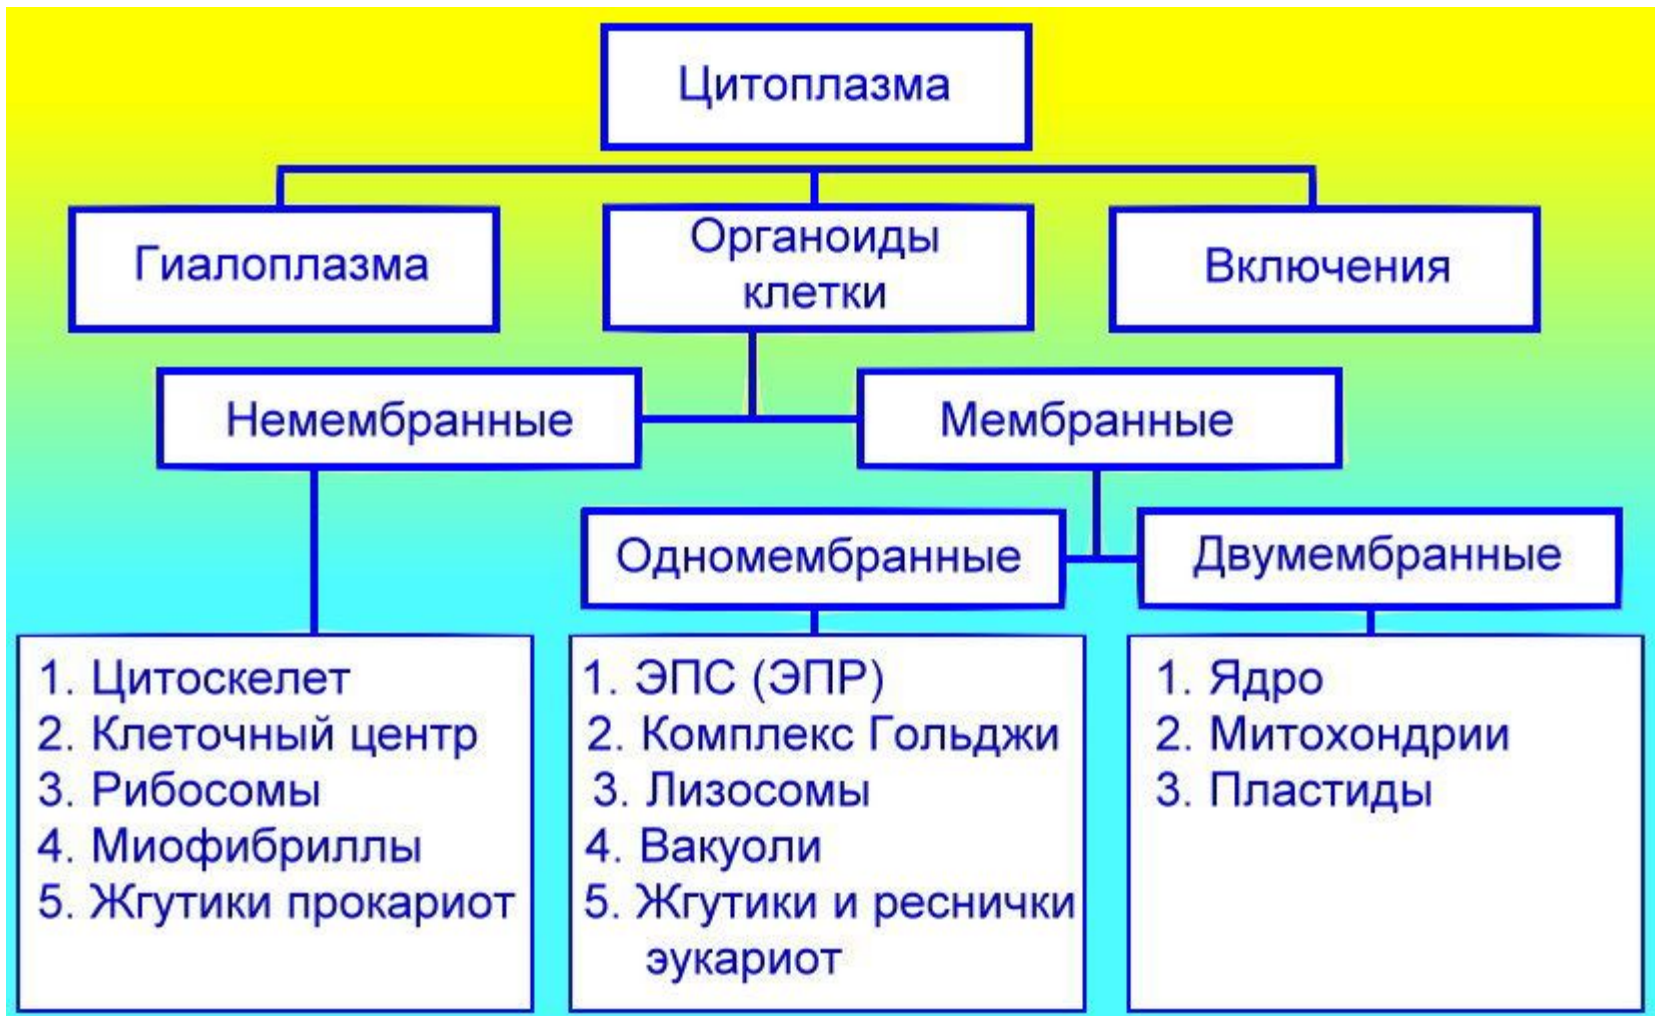 Цитоплазма
Гиалоплазма
Органоиды
клетки
Включения
Немембранные
Мембранные
Одномембранные
Двумембранные
1. Цитоскелет
2. Клеточный центр
3. Рибосомы
4. Миофибриллы
5. Жгутики прокариот
1. ЭПС (ЭПР)
2. Комплекс Гольджи
3. Лизосомы
4. Вакуоли
5. Жгутики и реснички
эукариот
1. Ядро
2. Митохондрии
3. Пластиды